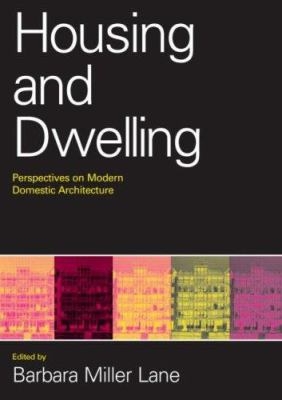 Housing
and
Dwelling
Perspectives on Modern
Domestic Architecture
Edited by
Barbara Miller Lane